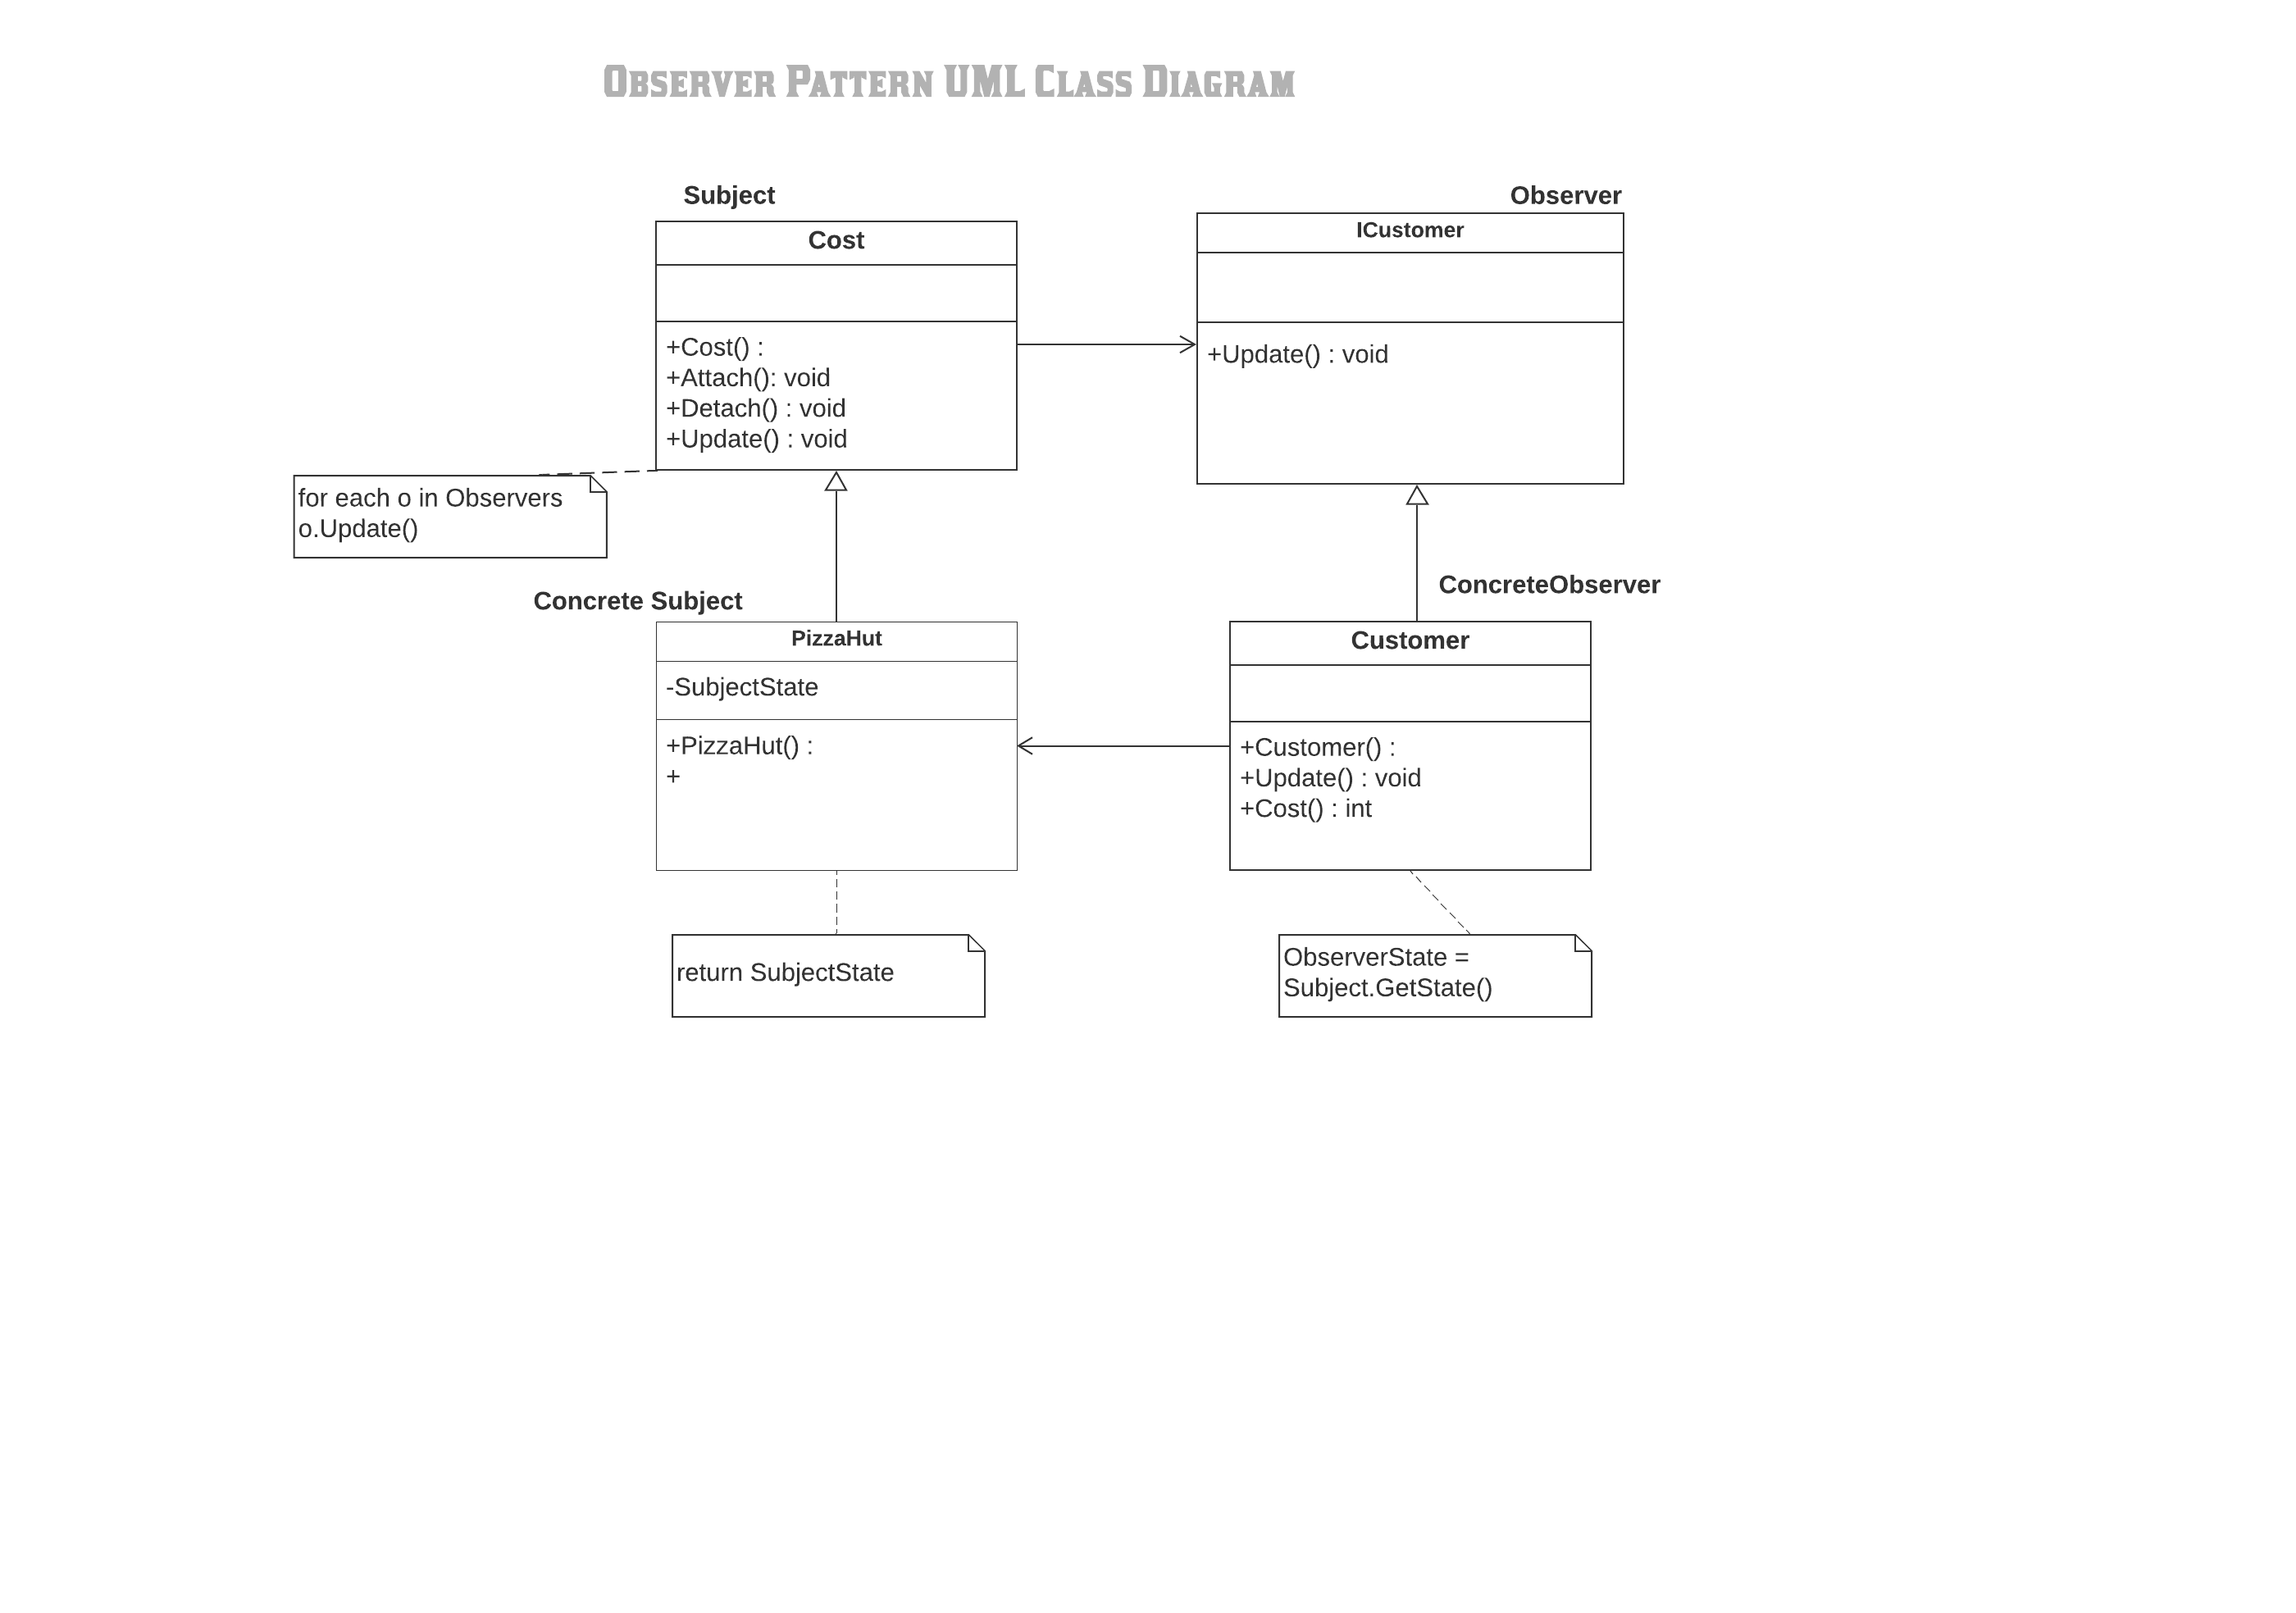 Observer Pattern UML Class Diagram
Subject
Cost
+Cost() :
+Attach(): void
+Detach() : void
+Update() : void
for each o in Observers
o.Update()
Observer
ICustomer
+Update() : void
Concrete Subject
PizzaHut
-SubjectState
+PizzaHut() :
+
return SubjectState
ConcreteObserver
Customer
+Customer() :
+Update() : void
+Cost() : int
ObserverState =
Subject.GetState()